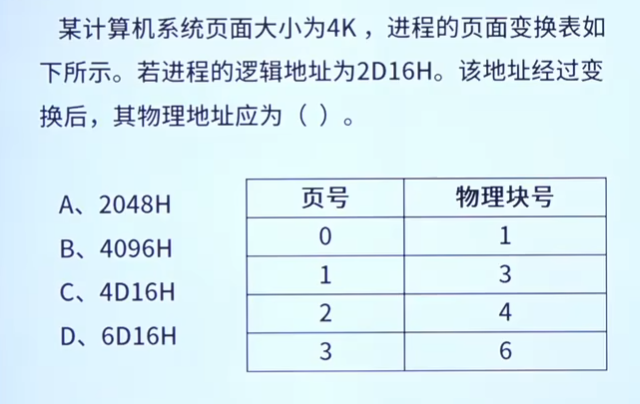 某计算机系统页面大小为4K ，进程的页面变换表如
下所示。若进程的逻辑地址为2D16H。该地址经过变
换后，其物理地址应为（ ）。
A、2048H
B、4096H
C、4D16H
D、6D16H
页号 物理块号
0 1
1 3
2 4
3 6